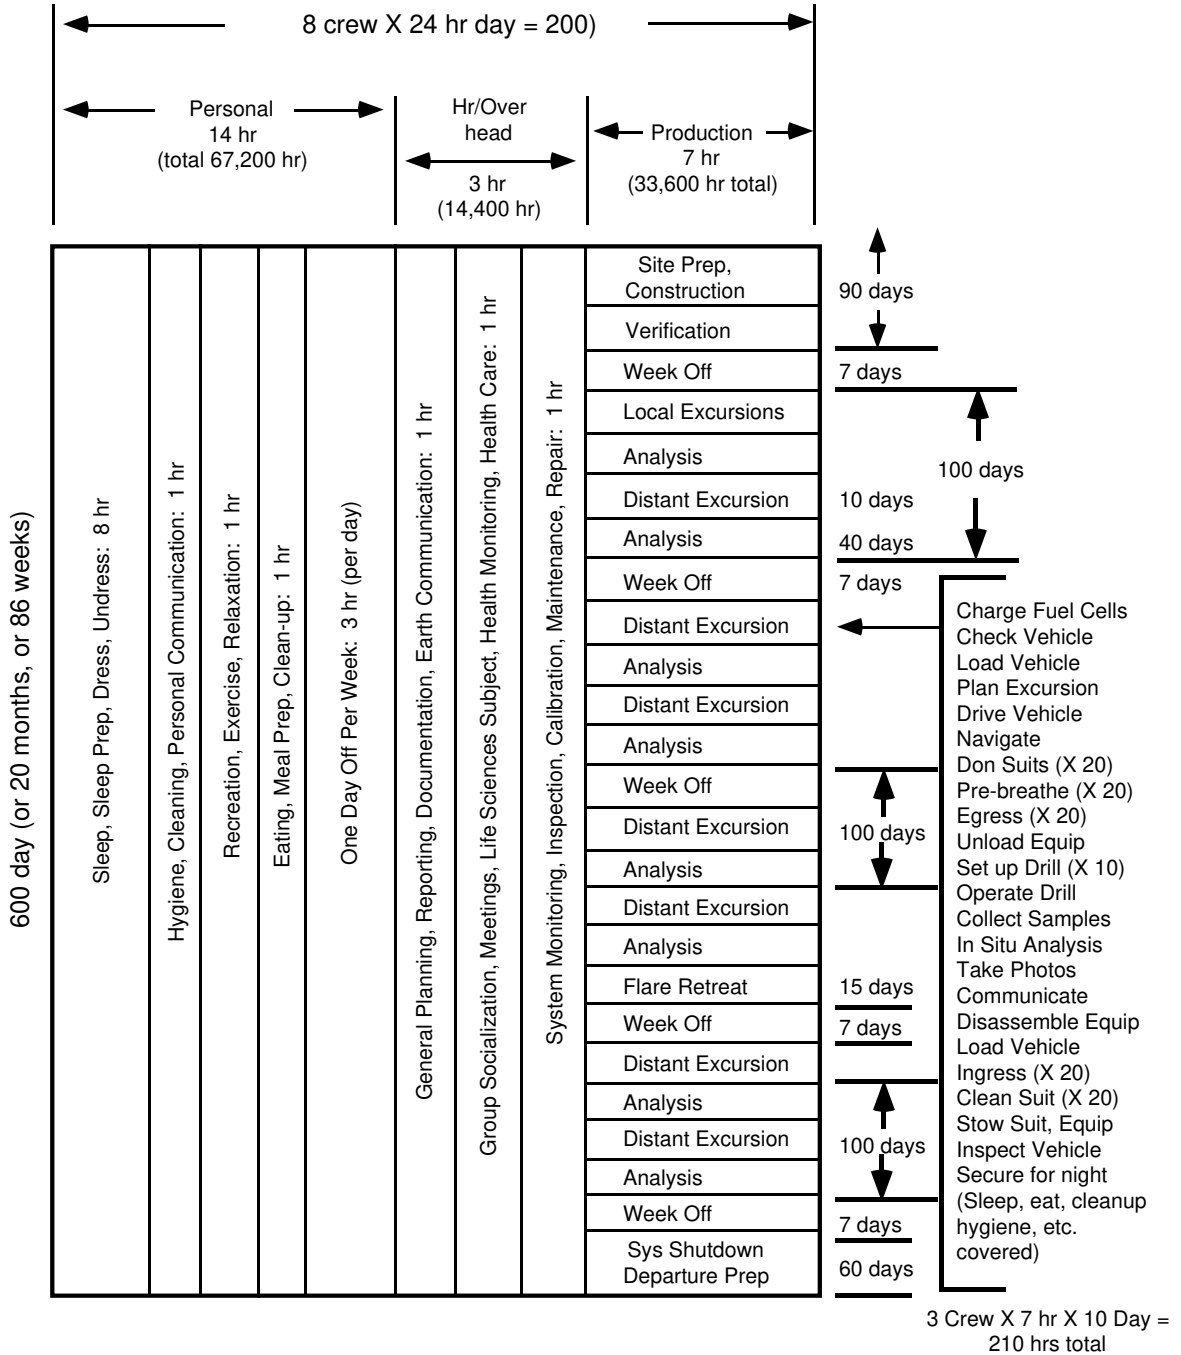 8 crew X 24 hr day = 200)
Personal
14 hr
(total 67,200 hr)
Hr/Over
head
3 hr
(14,400 hr)
Production
7 hr
(33,600 hr total)
600 day (or 20 months, or 86 weeks)
Sleep, Sleep Prep, Dress, Undress: 8 hr
Hygiene, Cleaning, Personal Communication: 1 hr
Recreation, Exercise, Relaxation: 1 hr
Eating, Meal Prep, Clean-up: 1 hr
One Day Off Per Week: 3 hr (per day)
General Planning, Reporting, Documentation, Earth Communication: 1 hr
Group Socialization, Meetings, Life Sciences Subject, Health Monitoring, Health Care: 1 hr
System Monitoring, Inspection, Calibration, Maintenance, Repair: 1 hr
Site Prep,
Construction
Verification
Week Off
Local Excursions
Analysis
Distant Excursion
Analysis
Week Off
Distant Excursion
Analysis
Distant Excursion
Analysis
Week Off
Distant Excursion
Analysis
Distant Excursion
Analysis
Flare Retreat
Week Off
Distant Excursion
Analysis
Distant Excursion
Analysis
Week Off
Sys Shutdown
Departure Prep
90 days
7 days
100 days
10 days
40 days
7 days
100 days
15 days
7 days
100 days
7 days
60 days
Charge Fuel Cells
Check Vehicle
Load Vehicle
Plan Excursion
Drive Vehicle
Navigate
Don Suits (X 20)
Pre-breathe (X 20)
Egress (X 20)
Unload Equip
Set up Drill (X 10)
Operate Drill
Collect Samples
In Situ Analysis
Take Photos
Communicate
Disassemble Equip
Load Vehicle
Ingress (X 20)
Clean Suit (X 20)
Stow Suit, Equip
Inspect Vehicle
Secure for night
(Sleep, eat, cleanup
hygiene, etc.
covered)
3 Crew X 7 hr X 10 Day =
210 hrs total